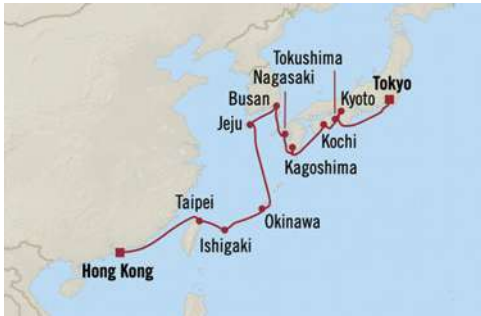 Tokushima
Nagasaki
Tokyo
Busan
Kyoto
Jeju
Kochi
Kagoshima
Taipei
Okinawa
Ishigaki
Hong Kong